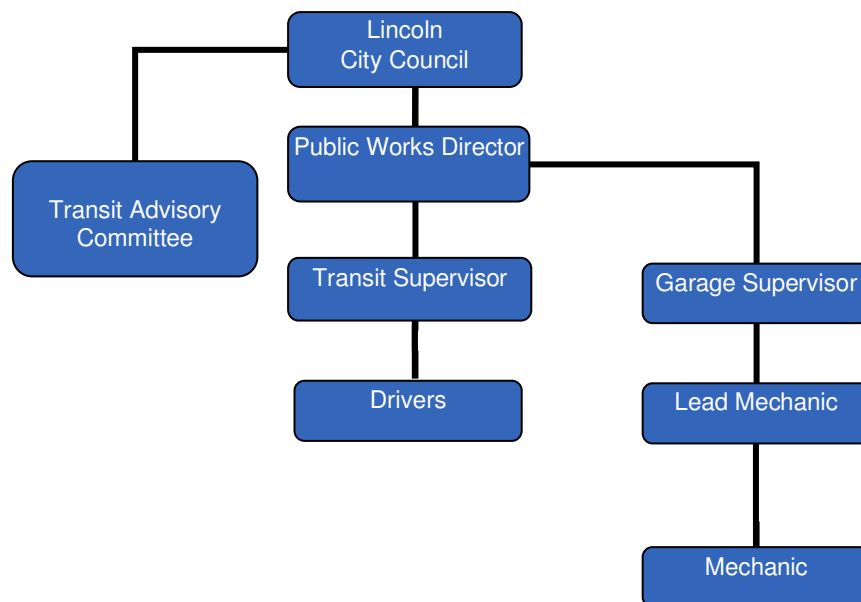 Lincoln
City Council
Public Works Director
Transit Advisory
Committee
Transit Supervisor
Garage Supervisor
Drivers
Lead Mechanic
Mechanic